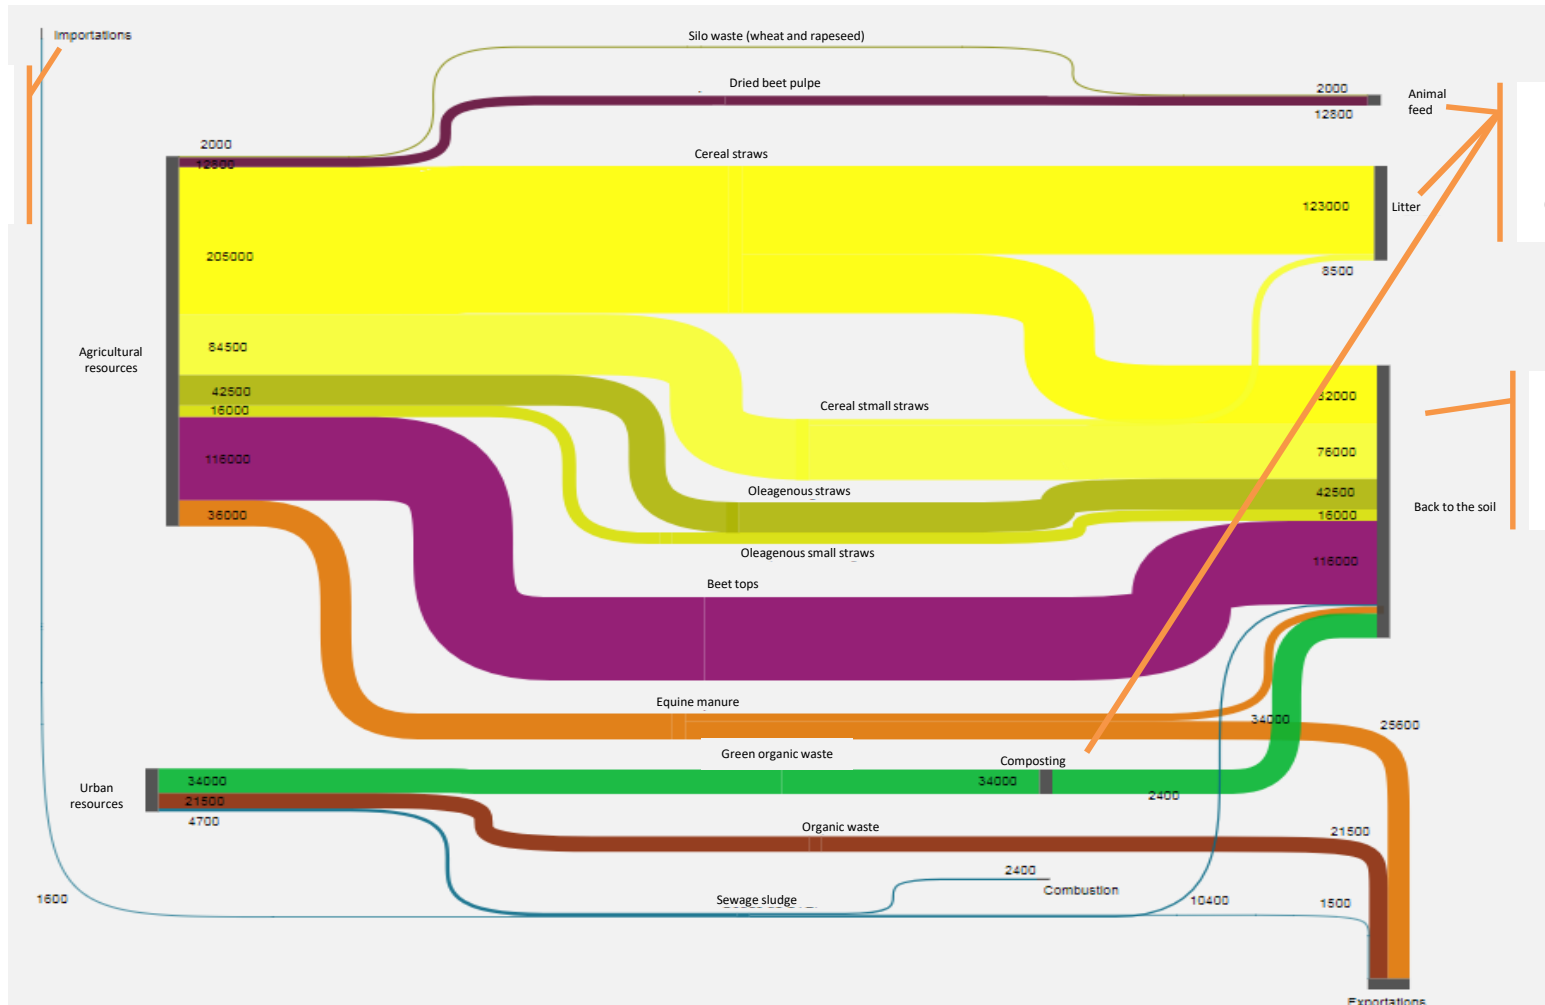 Importations
Silo waste (wheat and rapeseed)
Dried beet pulpe
2000
Animal
feed
12800
2000
12800
Cereal straws
123000
Litter
205000
8500
Agricultural
resources
84500
42500
16000
Cereal stmall straws
82000
76000
116000
Oleagenous straws
42500
16000
Back to the soil
36000
Oleagenous small straws
116000
Beet tops
Equine manure
34000
25600
Green organic waste
Composting
Urban
resources
34000
34000
21500
2400
4700
Organic waste
21500
2400
Combustion
1600
Sewage sludge
10400
1500
Exportations